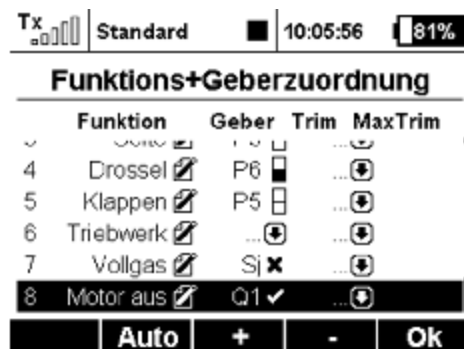 Tx Standard 10:05:56 81%
Funktions+Geberzuordnung
Funktion Geber Trim MaxTrim
4 Drossel P6 ...
5 Klappen P5 ...
6 Triebwerk ... ...
7 Vollgas Sj ...
8 Motor aus Q1 ...
Auto + - Ok